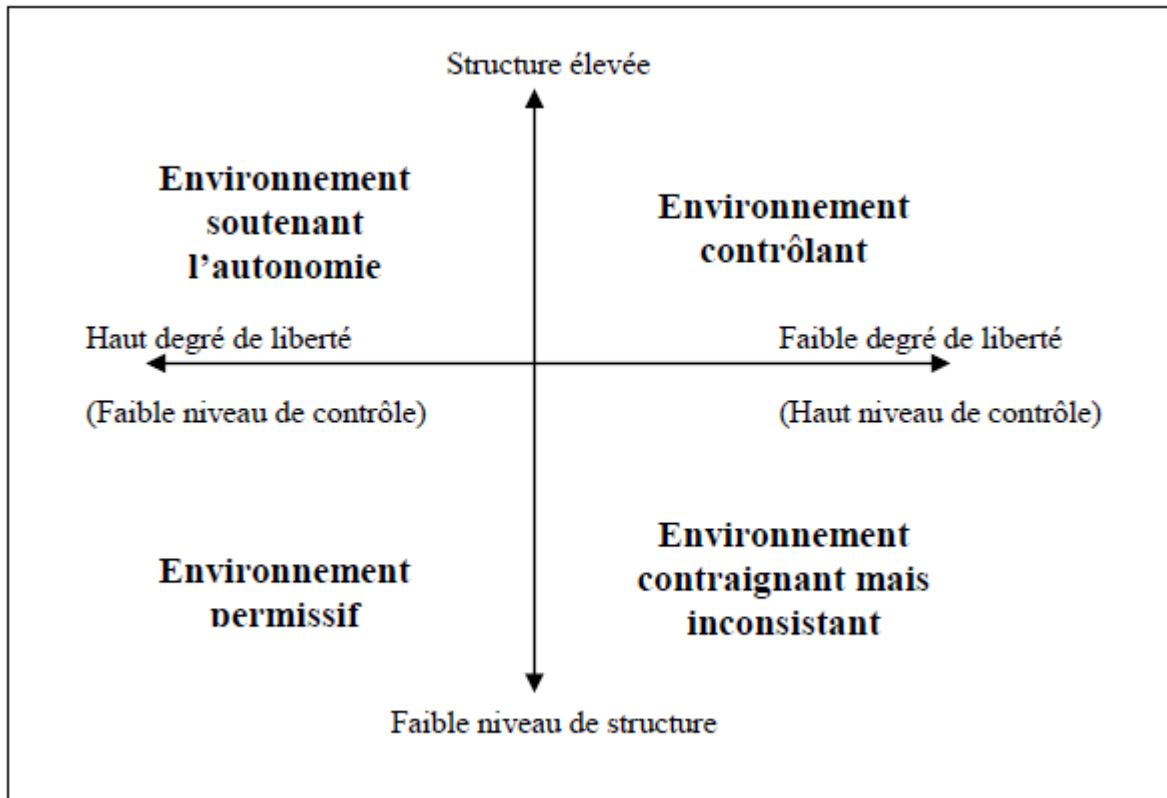 Structure élevée
Environnement
soutenant
l’autonomie
Environnement
contrôlant
Haut degré de liberté
Faible degré de liberté
(Faible niveau de contrôle)
(Haut niveau de contrôle)
Environnement
permissif
Environnement
contraignant mais
inconsistant
Faible niveau de structure